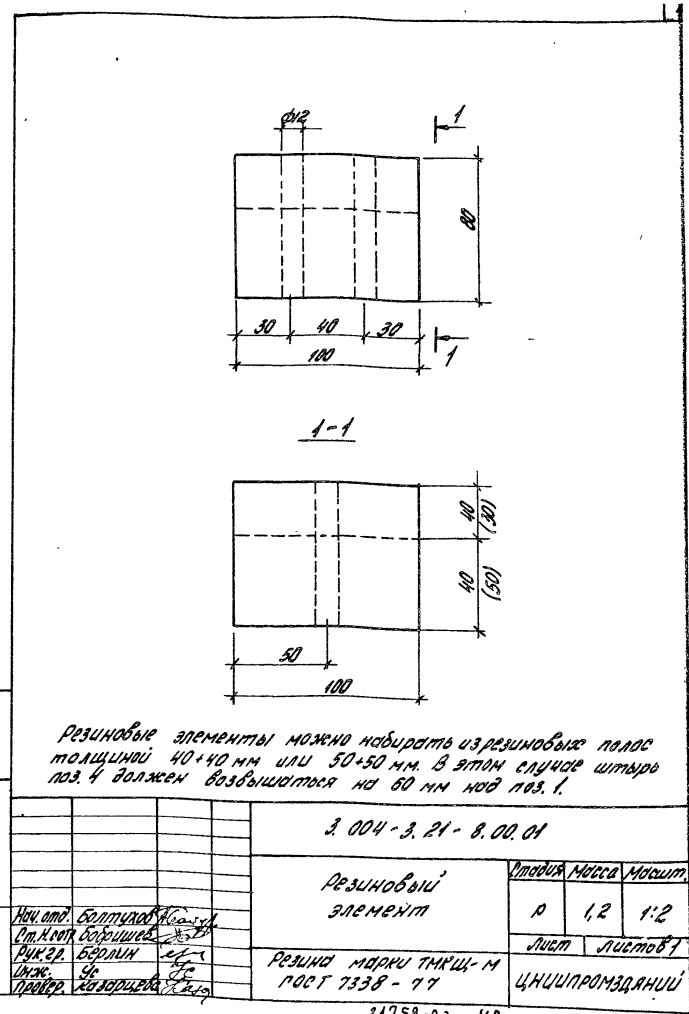 ф12
1
80
30 40 30
100
1
1-1
40
(30)
40
(50)
50
100
Резиновые элементы можно набирать из резиновых полос
толщиной 40+40 мм или 50+50 мм. В этом случае штырь
поз. 4 должен возвышаться на 60 мм над поз. 1.
3.004-3.21-8.00.01
Резиновый
элемент
Стадия Масса Масшт.
Р 1,2 1:2
Лист Листов 1
Нач. отд. Болтухов
Рук. гр. Берлин
Инж. Ус
Провер. Казарцева
Резина марки ТМКЩ-М
ГОСТ 7338-77
ЦНИИПРОМЗДАНИЙ